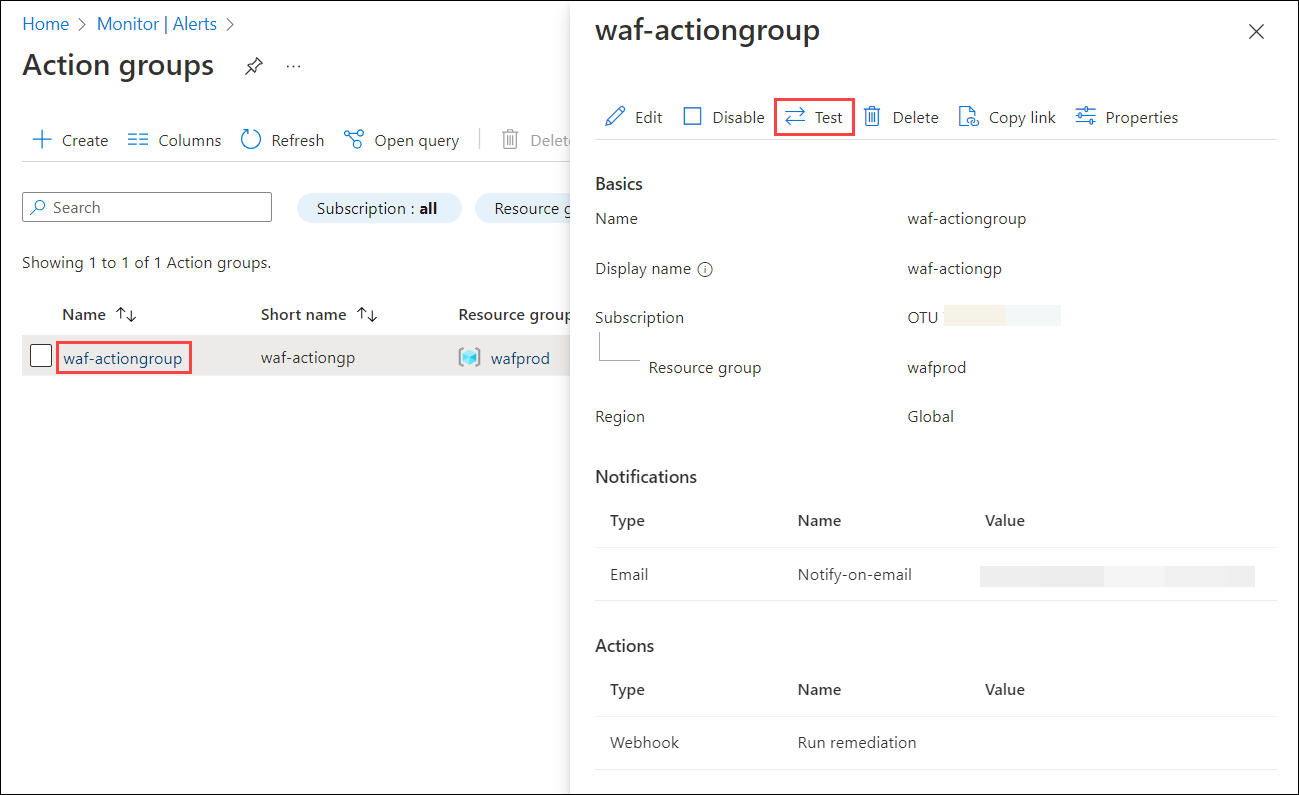 Home > Monitor | Alerts >
Action groups ...
Create Columns Refresh Open query Delete
Search Subscription : all Resource g
Showing 1 to 1 of 1 Action groups.
Name Short name Resource group
waf-actiongroup waf-actiongp wafprod
waf-actiongroup
Edit Disable Test Delete Copy link Properties
Basics
Name waf-actiongroup
Display name waf-actiongp
Subscription OTU
Resource group wafprod
Region Global
Notifications
Type Name Value
Email Notify-on-email
Actions
Type Name Value
Webhook Run remediation